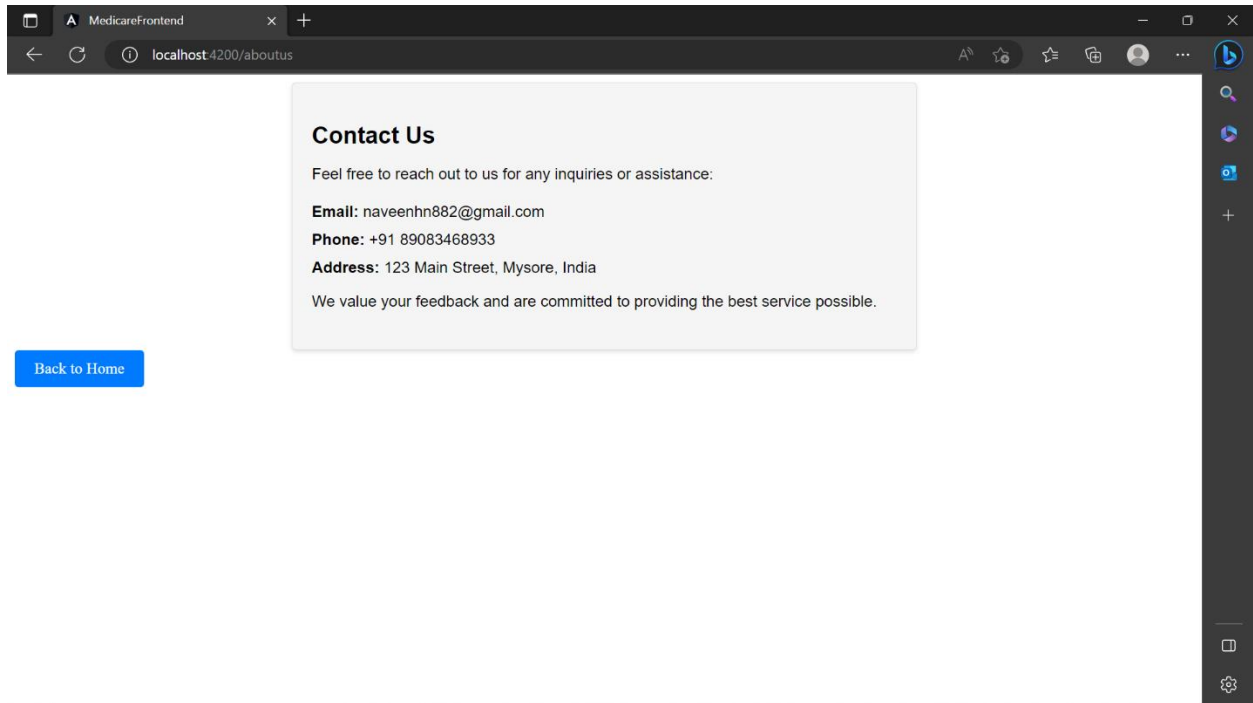 MedicareFrontend
localhost:4200/aboutus
Contact Us
Feel free to reach out to us for any inquiries or assistance:
Email: naveenhn882@gmail.com
Phone: +91 89083468933
Address: 123 Main Street, Mysore, India
We value your feedback and are committed to providing the best service possible.
Back to Home